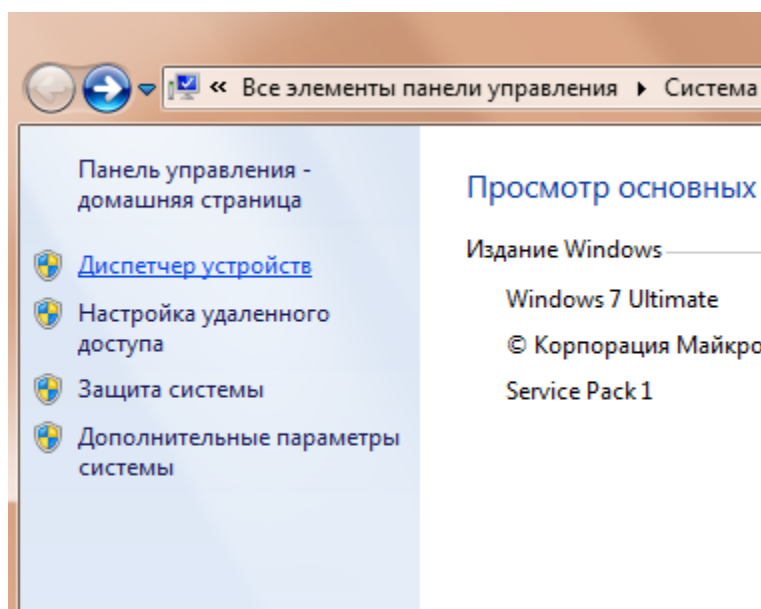 « Все элементы панели управления ▸ Система
Панель управления -
домашняя страница
Просмотр основных
Диспетчер устройств
Издание Windows
Настройка удаленного
доступа
Windows 7 Ultimate
© Корпорация Майкро
Защита системы
Service Pack 1
Дополнительные параметры
системы